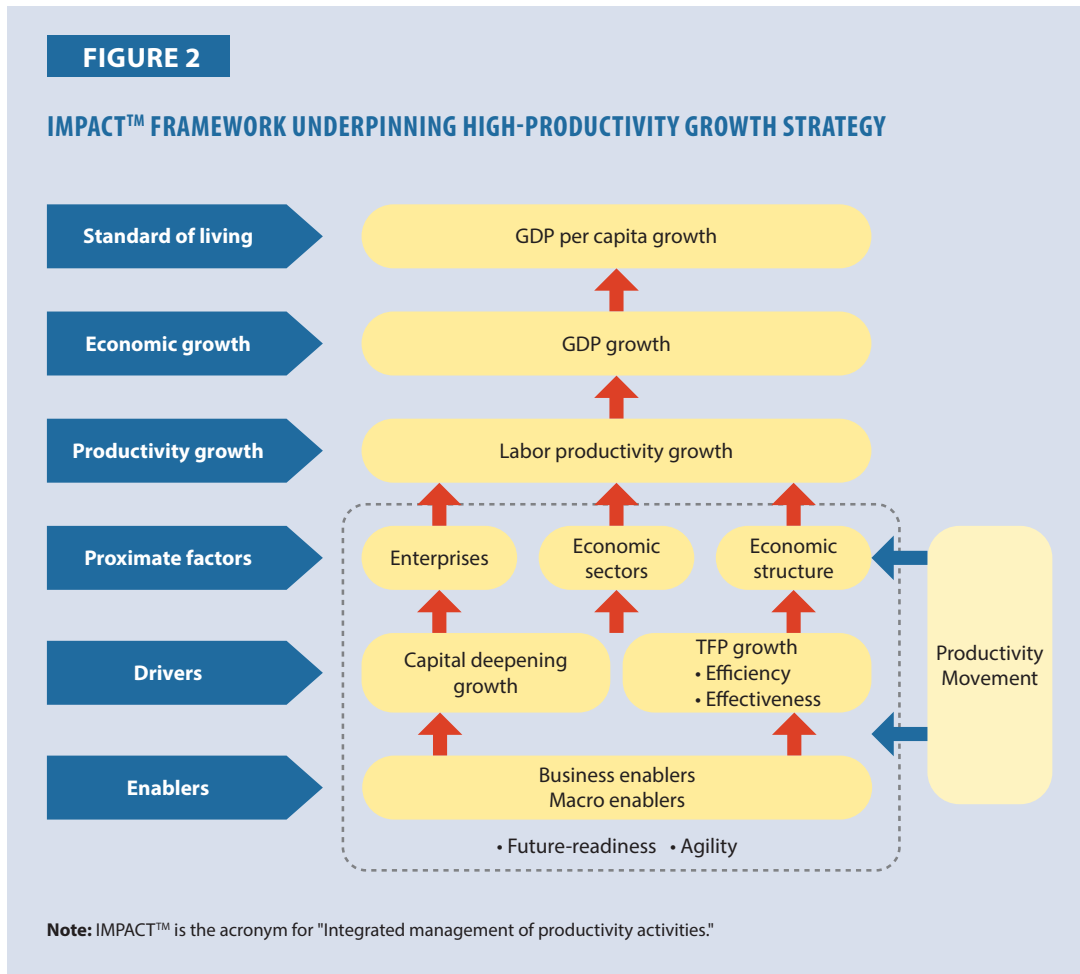 FIGURE 2
IMPACT™ FRAMEWORK UNDERPINNING HIGH-PRODUCTIVITY GROWTH STRATEGY
Standard of living
GDP per capita growth
Economic growth
GDP growth
Productivity growth
Labor productivity growth
Proximate factors
Enterprises
Economic
sectors
Economic
structure
Drivers
Capital deepening
growth
TFP growth
• Efficiency
• Effectiveness
Productivity
Movement
Enablers
Business enablers
Macro enablers
• Future-readiness • Agility
Note: IMPACT™ is the acronym for "Integrated management of productivity activities."